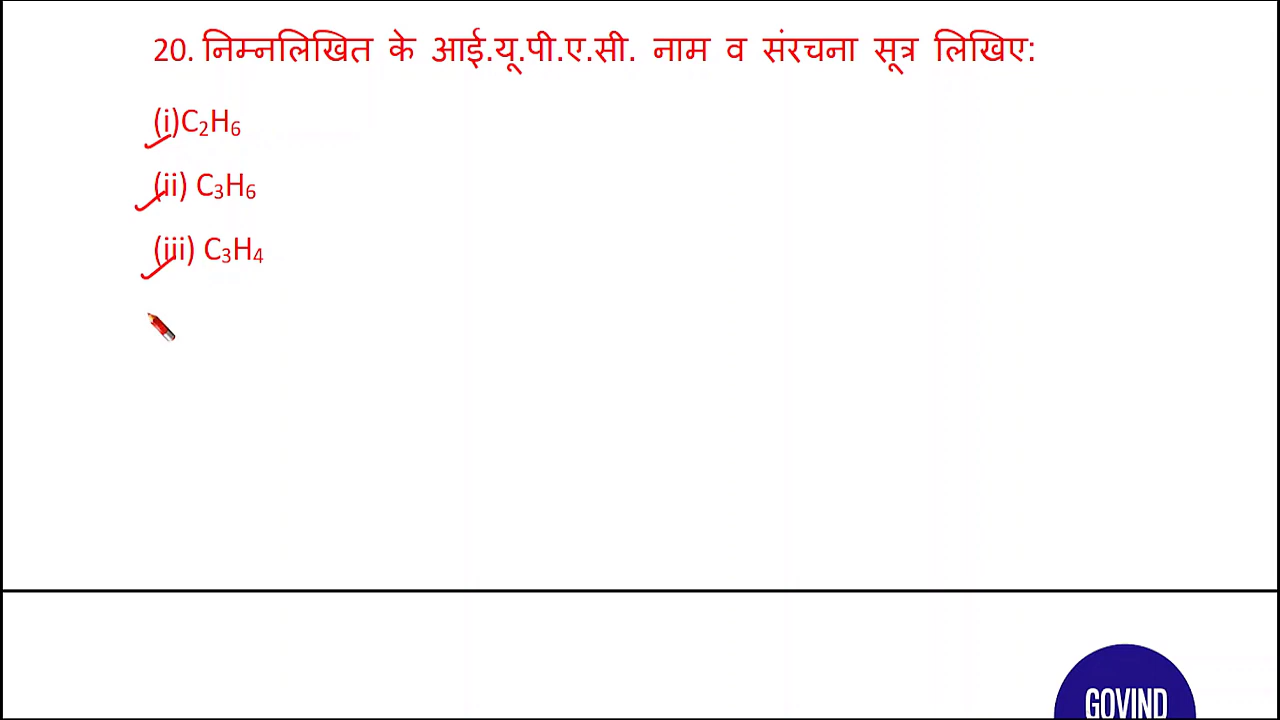 20. निम्नलिखित के आई.यू.पी.ए.सी. नाम व संरचना सूत्र लिखिए:
(i)C₂H₆
(ii) C₃H₆
(iii) C₃H₄
GOVIND